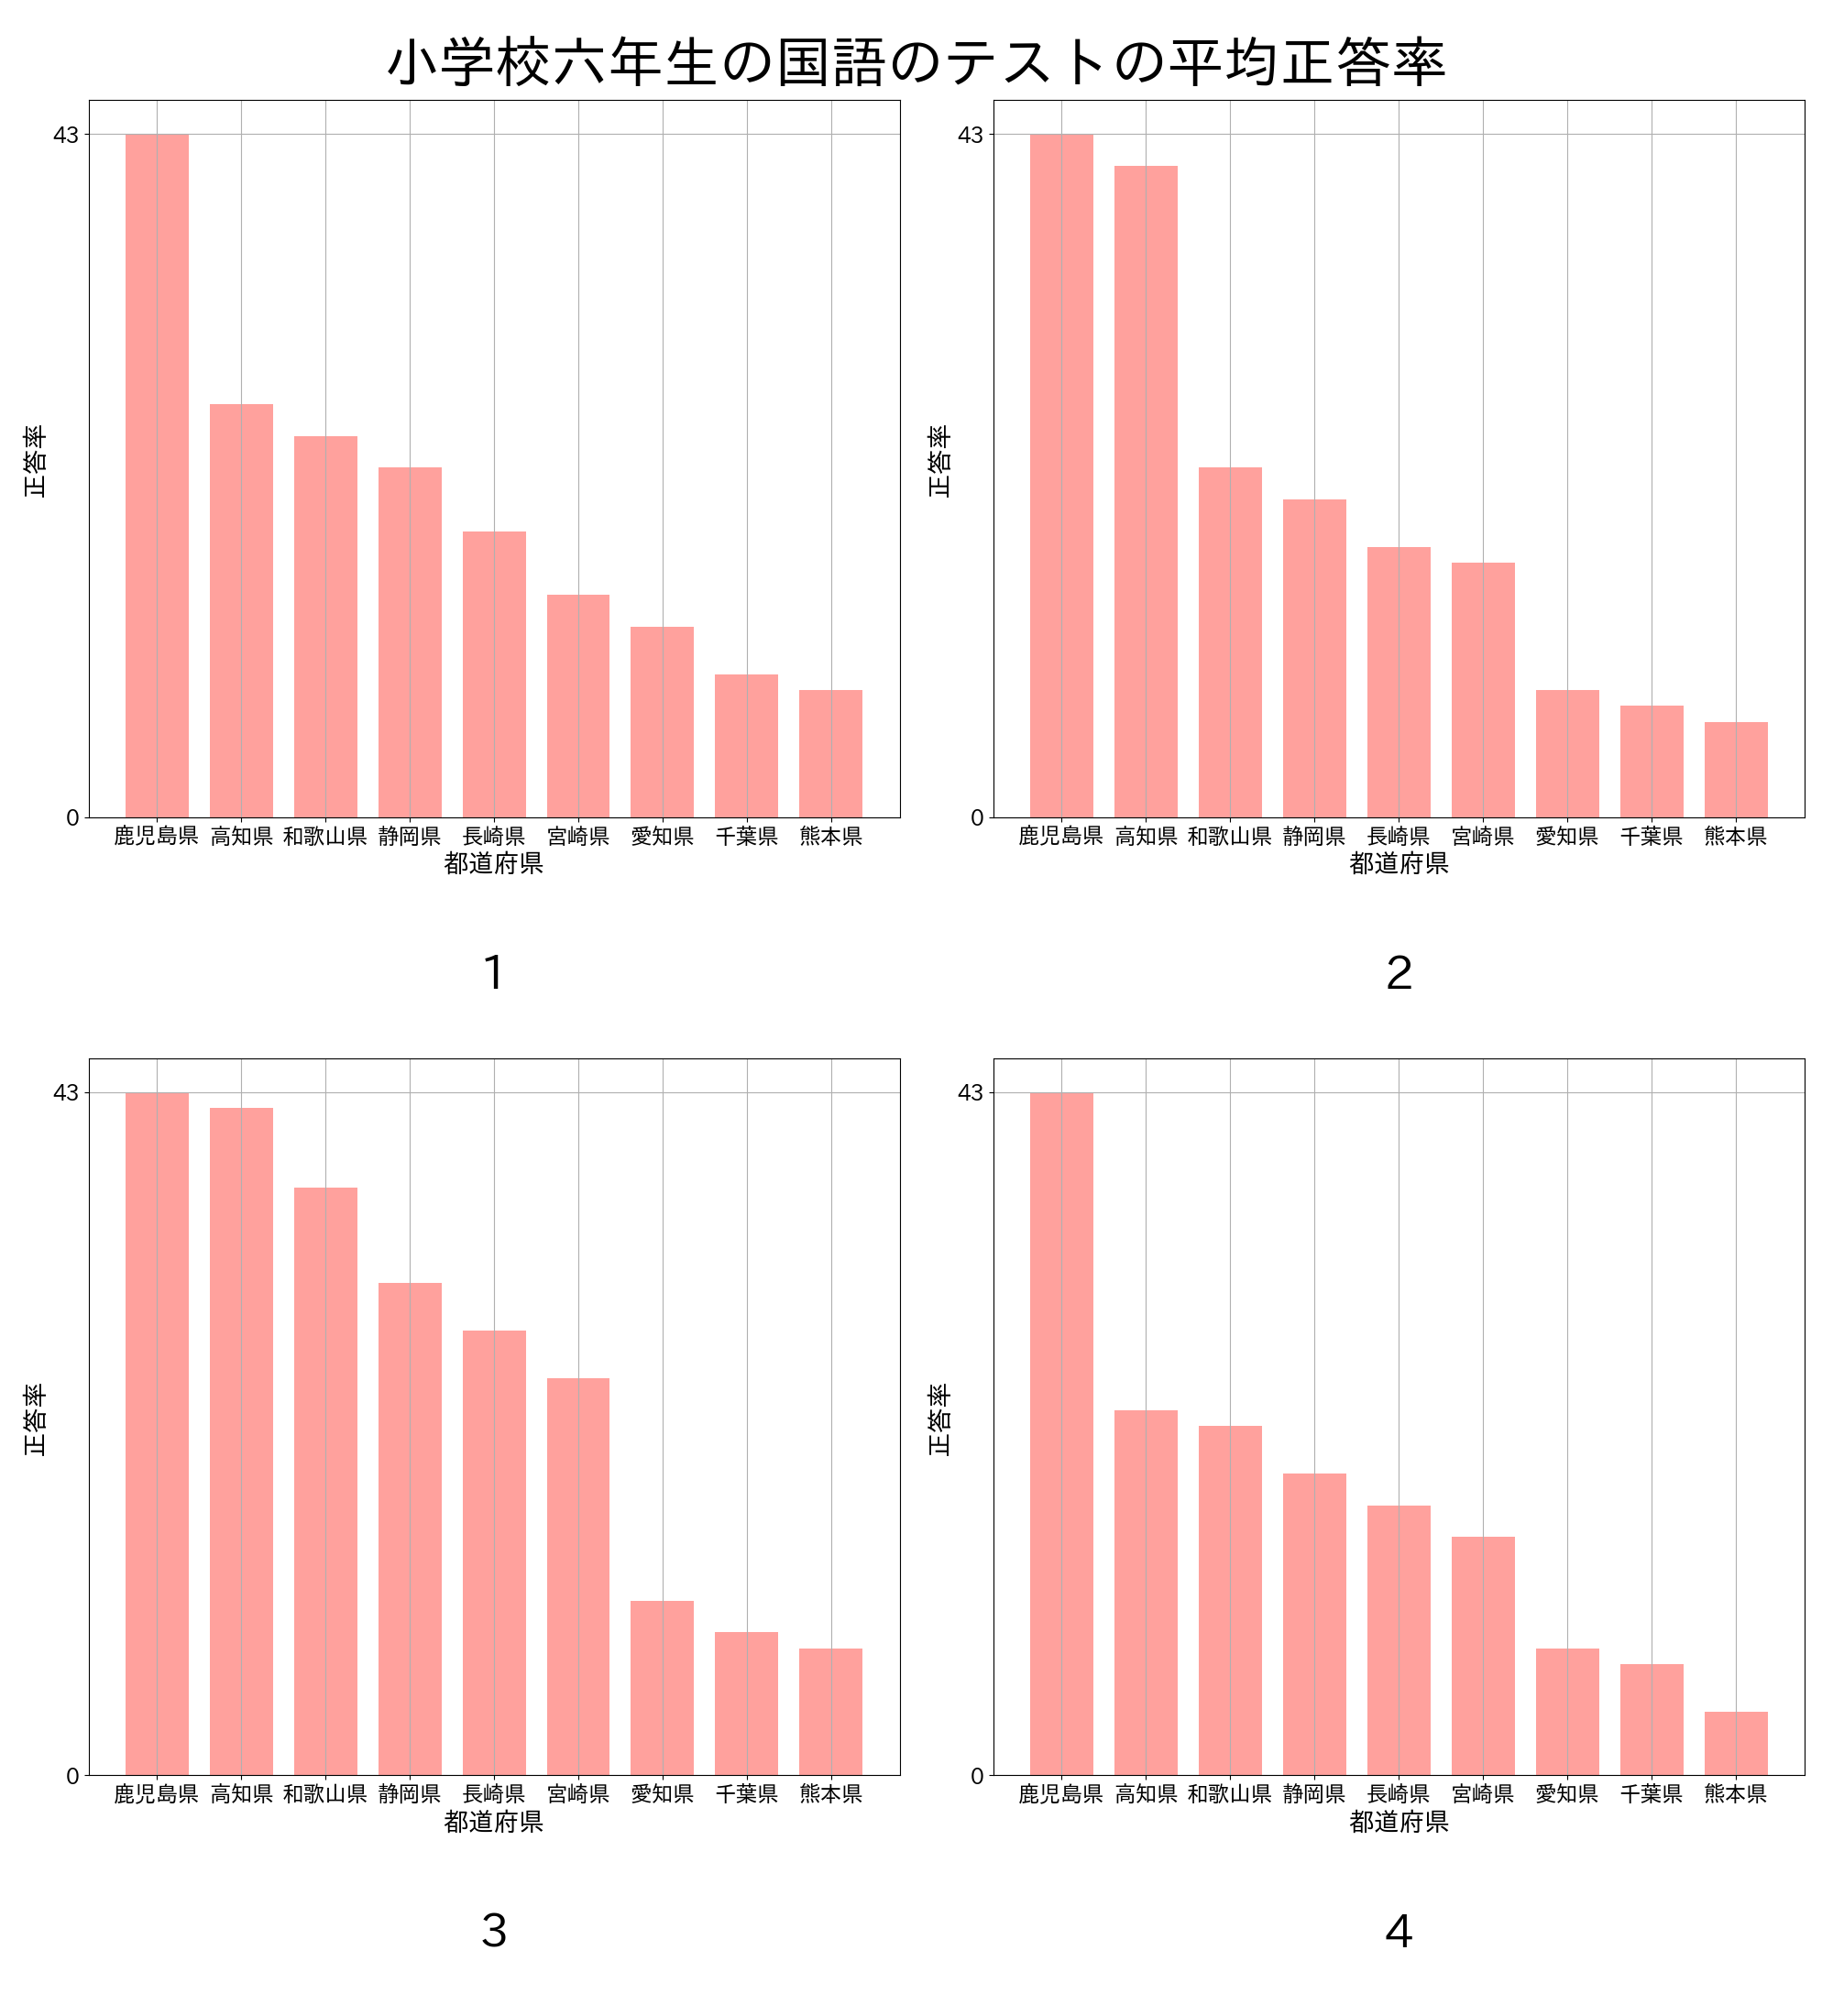 小学校六年生の国語のテストの平均正答率
43
正答率
0
鹿児島県 高知県 和歌山県 静岡県 長崎県 宮崎県 愛知県 千葉県 熊本県
都道府県
1
43
正答率
0
鹿児島県 高知県 和歌山県 静岡県 長崎県 宮崎県 愛知県 千葉県 熊本県
都道府県
2
43
正答率
0
鹿児島県 高知県 和歌山県 静岡県 長崎県 宮崎県 愛知県 千葉県 熊本県
都道府県
3
43
正答率
0
鹿児島県 高知県 和歌山県 静岡県 長崎県 宮崎県 愛知県 千葉県 熊本県
都道府県
4